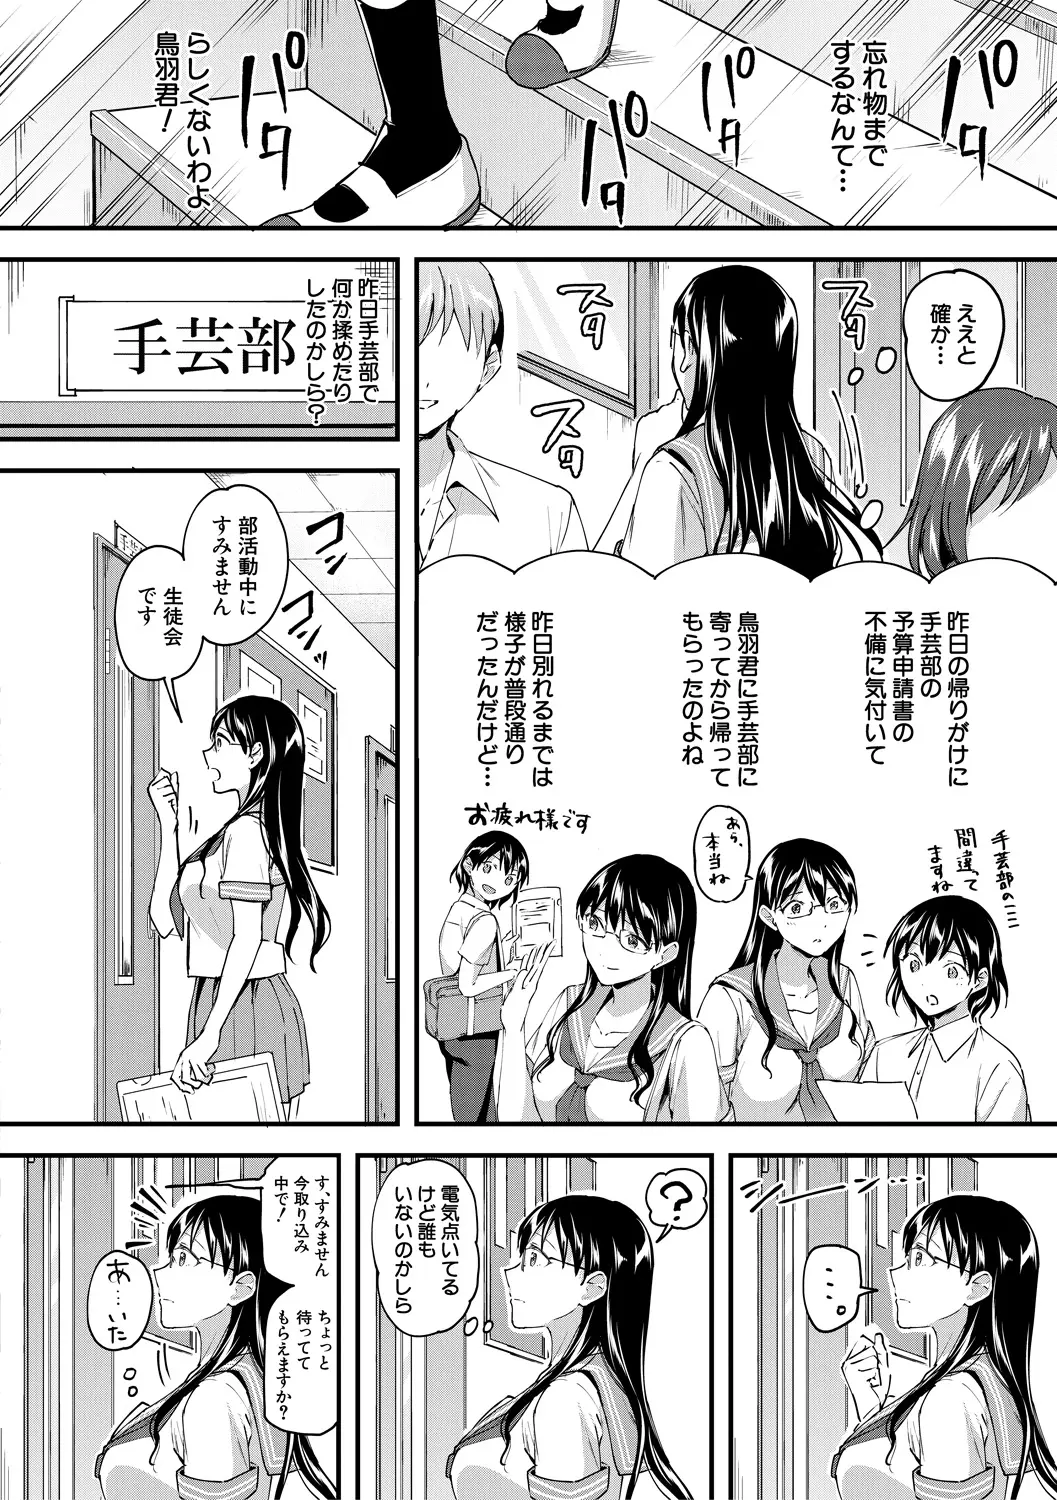 忘れ物まで
するなんて…
パタ
パタ
パタ
らしくないわよ
鳥羽君！
ええと
確か…
スタ
スタ
スタ
昨日の帰りがけに
手芸部の
予算申請書の
不備に気付いて
鳥羽君に手芸部に
寄ってから帰って
もらったのよね
昨日別れるまでは
様子が普段通り
だったんだけど…
手芸部のここ
間違って
ますね
あら、
本当ね
お疲れ様です
昨日手芸部で
何か揉めたり
したのかしら？
手芸部
コン
コン
部活動中に
すみません
生徒会
です
手芸
シーン…
……
？
電気点いてる
けど誰も
いないのかしら
す、すみません
今取り込み
中で！
ちょっと
待ってて
もらえますか？
あ…いた